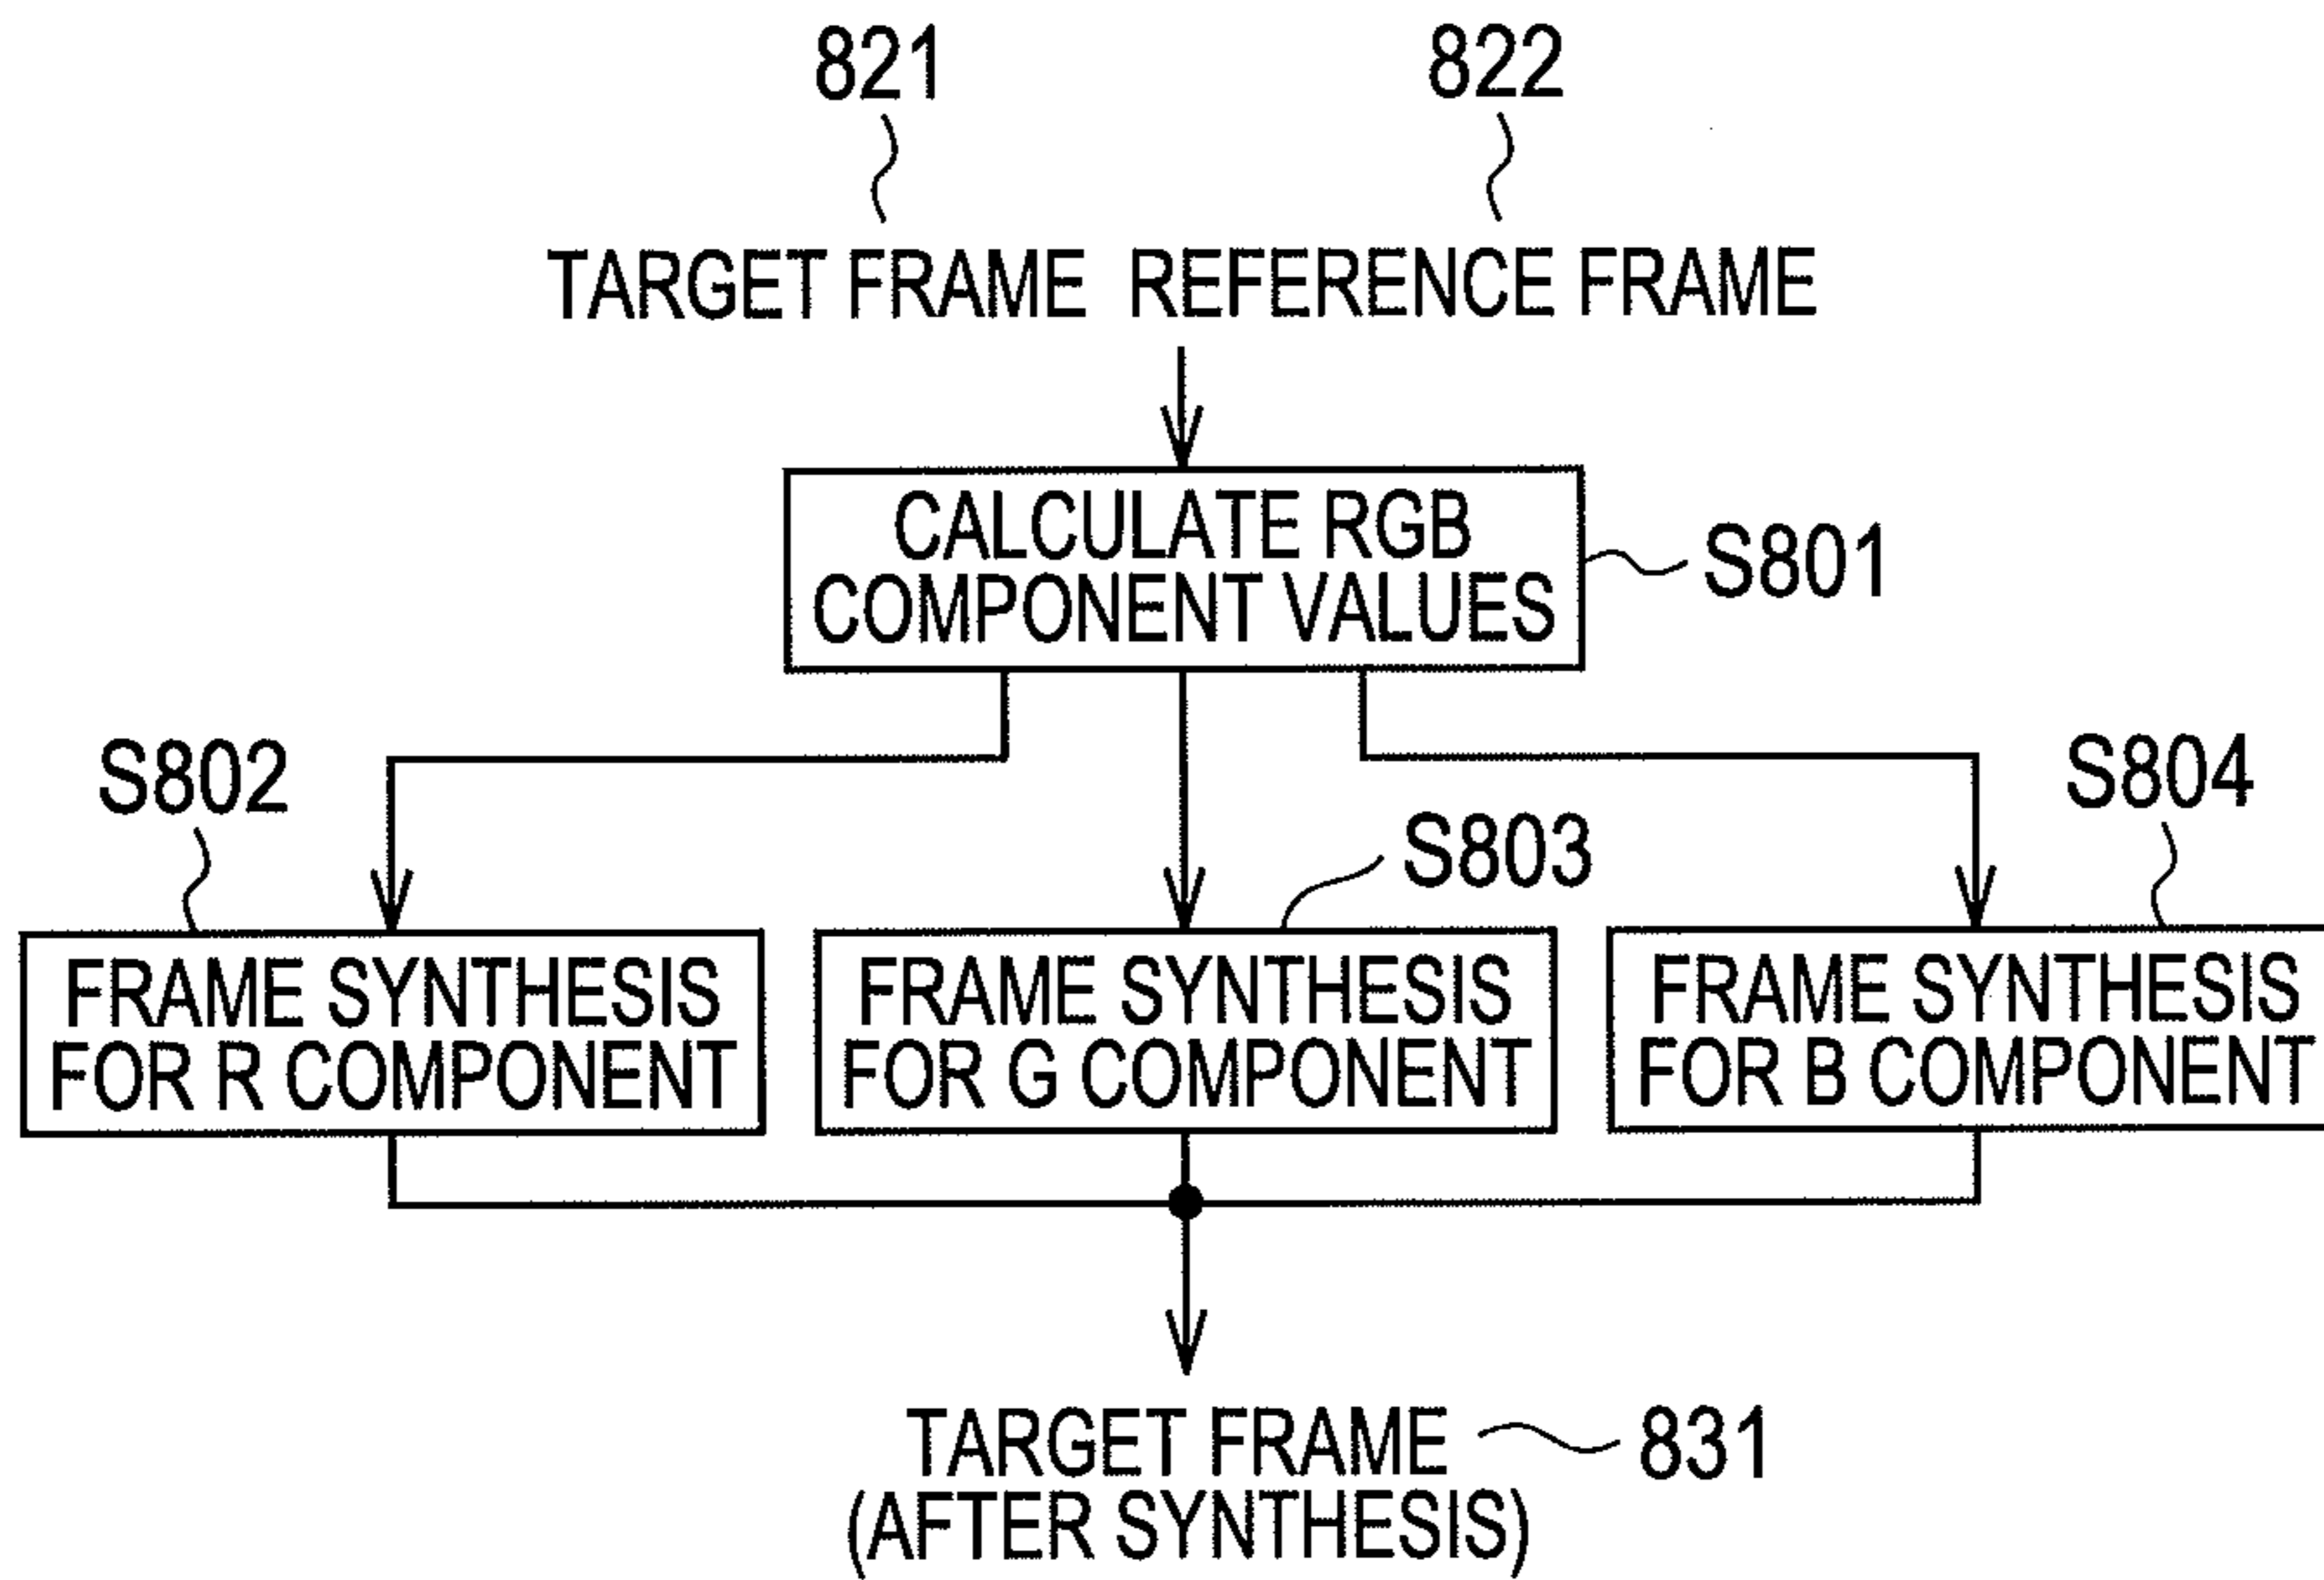 821
822
TARGET FRAME REFERENCE FRAME
CALCULATE RGB
COMPONENT VALUES
S801
S802
S803
S804
FRAME SYNTHESIS
FOR R COMPONENT
FRAME SYNTHESIS
FOR G COMPONENT
FRAME SYNTHESIS
FOR B COMPONENT
TARGET FRAME
(AFTER SYNTHESIS)
831